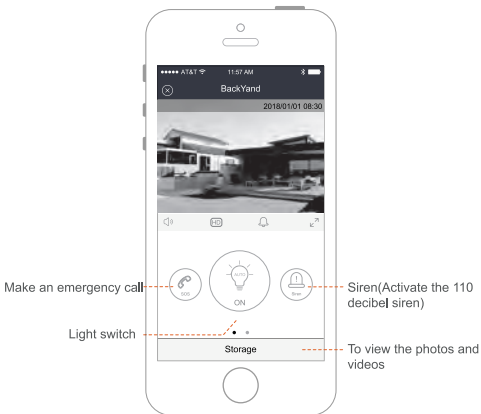 AT&T
11:57 AM
BackYand
2018/01/01 08:30
HD
Make an emergency call
SOS
AUTO
ON
Siren
Siren(Activate the 110
decibel siren)
Light switch
Storage
To view the photos and
videos